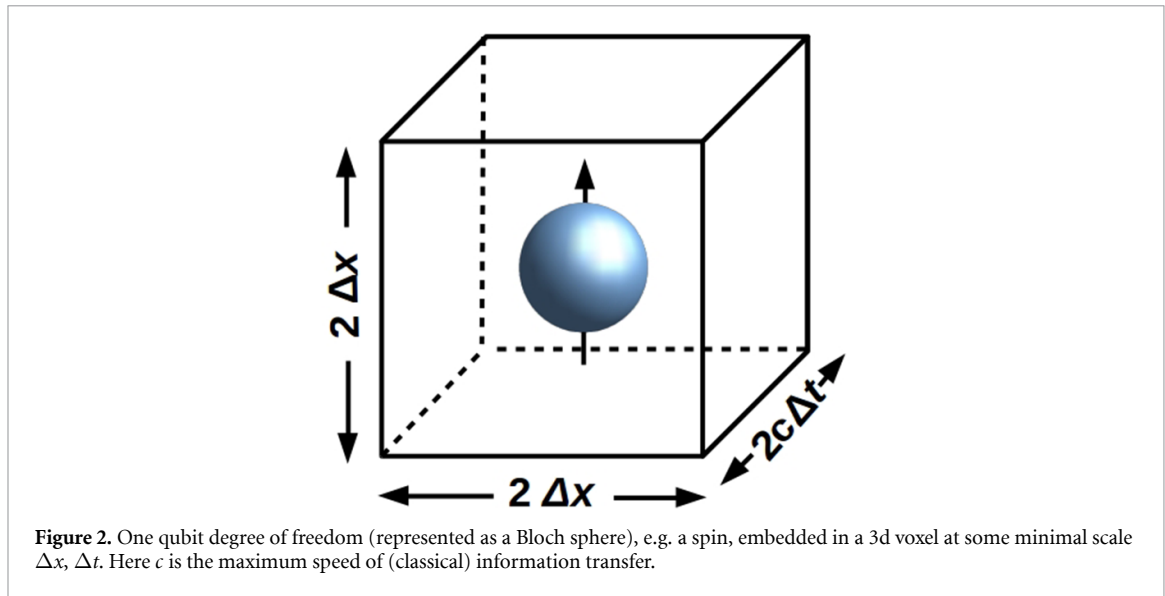 2 Δx
2cΔt
2 Δx
Figure 2. One qubit degree of freedom (represented as a Bloch sphere), e.g. a spin, embedded in a 3d voxel at some minimal scale
Δx, Δt. Here c is the maximum speed of (classical) information transfer.